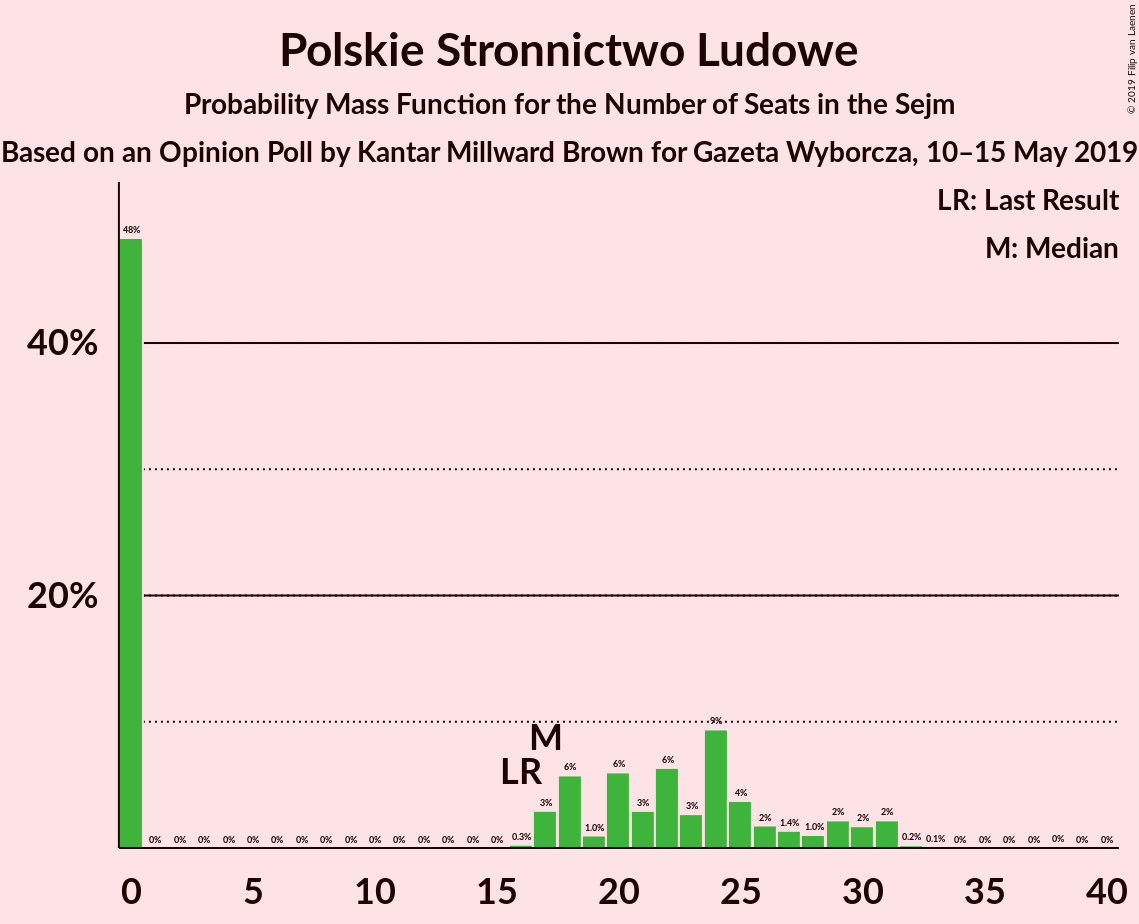 Polskie Stronnictwo Ludowe
Probability Mass Function for the Number of Seats in the Sejm
Based on an Opinion Poll by Kantar Millward Brown for Gazeta Wyborcza, 10–15 May 2019
© 2019 Filip van Laenen
LR: Last Result
M: Median
48%
40%
20%
9%
M
LR
6% 6% 6%
3% 1.0% 3% 3% 4% 2% 1.4% 1.0% 2% 2% 2%
0% 0% 0% 0% 0% 0% 0% 0% 0% 0% 0% 0% 0% 0% 0% 0.3% 0.2% 0.1% 0% 0% 0% 0% 0% 0% 0%
0 5 10 15 20 25 30 35 40